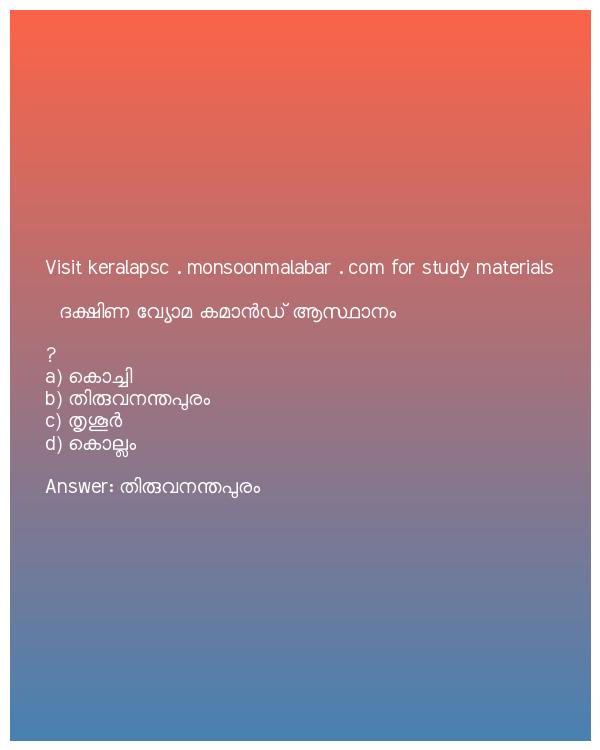 Visit keralapsc . monsoonmalabar . com for study materials
ദക്ഷിണ വ്യോമ കമാൻഡ് ആസ്ഥാനം
?
a) കൊച്ചി
b) തിരുവനന്തപുരം
c) തൃശൂർ
d) കൊല്ലം
Answer: തിരുവനന്തപുരം